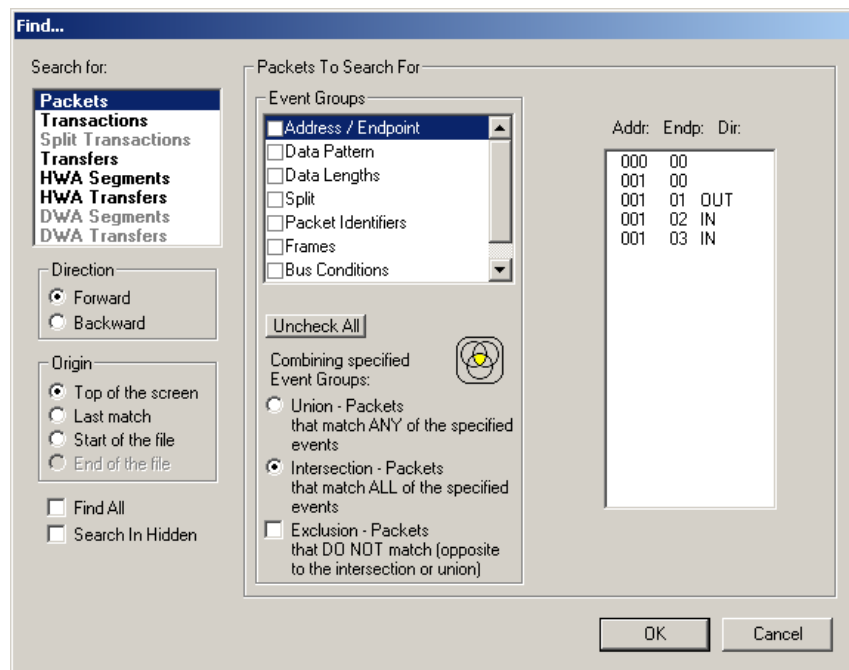 Find...
Search for:
Packets
Transactions
Split Transactions
Transfers
HWA Segments
HWA Transfers
DWA Segments
DWA Transfers
Direction
Forward
Backward
Origin
Top of the screen
Last match
Start of the file
End of the file
Find All
Search In Hidden
Packets To Search For
Event Groups
Address / Endpoint
Data Pattern
Data Lengths
Split
Packet Identifiers
Frames
Bus Conditions
Uncheck All
Combining specified
Event Groups:
Union - Packets
that match ANY of the specified
events
Intersection - Packets
that match ALL of the specified
events
Exclusion - Packets
that DO NOT match (opposite
to the intersection or union)
Addr: Endp: Dir:
000 00
001 00
001 01 OUT
001 02 IN
001 03 IN
OK
Cancel